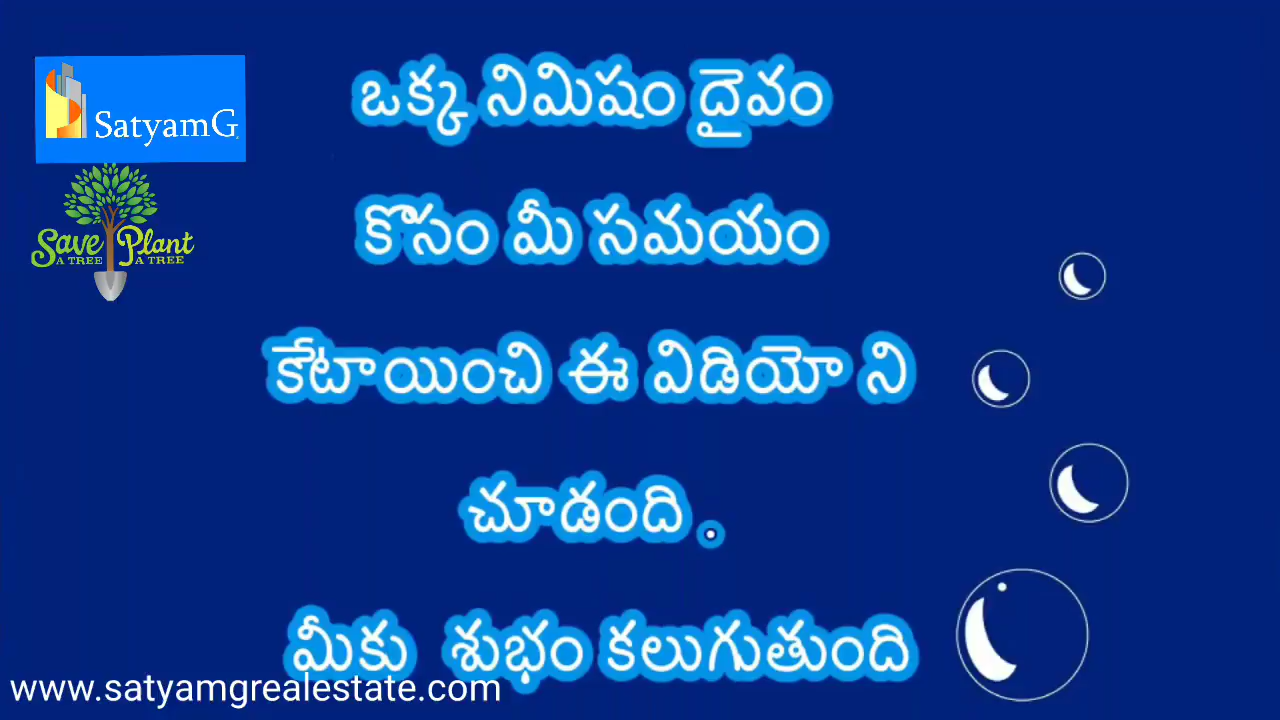 SatyamG
Save Plant
A TREE A TREE
ఒక్క నిమిషం దైవం
కొసం మీ సమయం
కేటాయించి ఈ విడియో ని
చూడండి.
మీకు శుభం కలుగుతుంది
www.satyamgrealestate.com